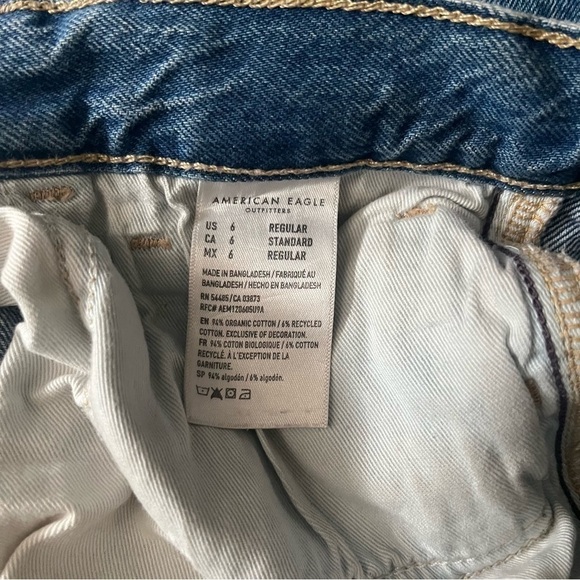 AMERICAN EAGLE
OUTFITTERS
US 6 REGULAR
CA 6 STANDARD
MX 6 REGULAR
MADE IN BANGLADESH / FABRIQUÉ AU
BANGLADESH / HECHO EN BANGLADESH
RN 54485/CA 03873
RFC# AEM120605U9A
EN 94% ORGANIC COTTON / 6% RECYCLED
COTTON. EXCLUSIVE OF DECORATION.
FR 94% COTON BIOLOGIQUE / 6% COTON
RECYCLÉ À L'EXCEPTION DE LA
GARNITURE.
SP 94% algodón / 6% algodón.